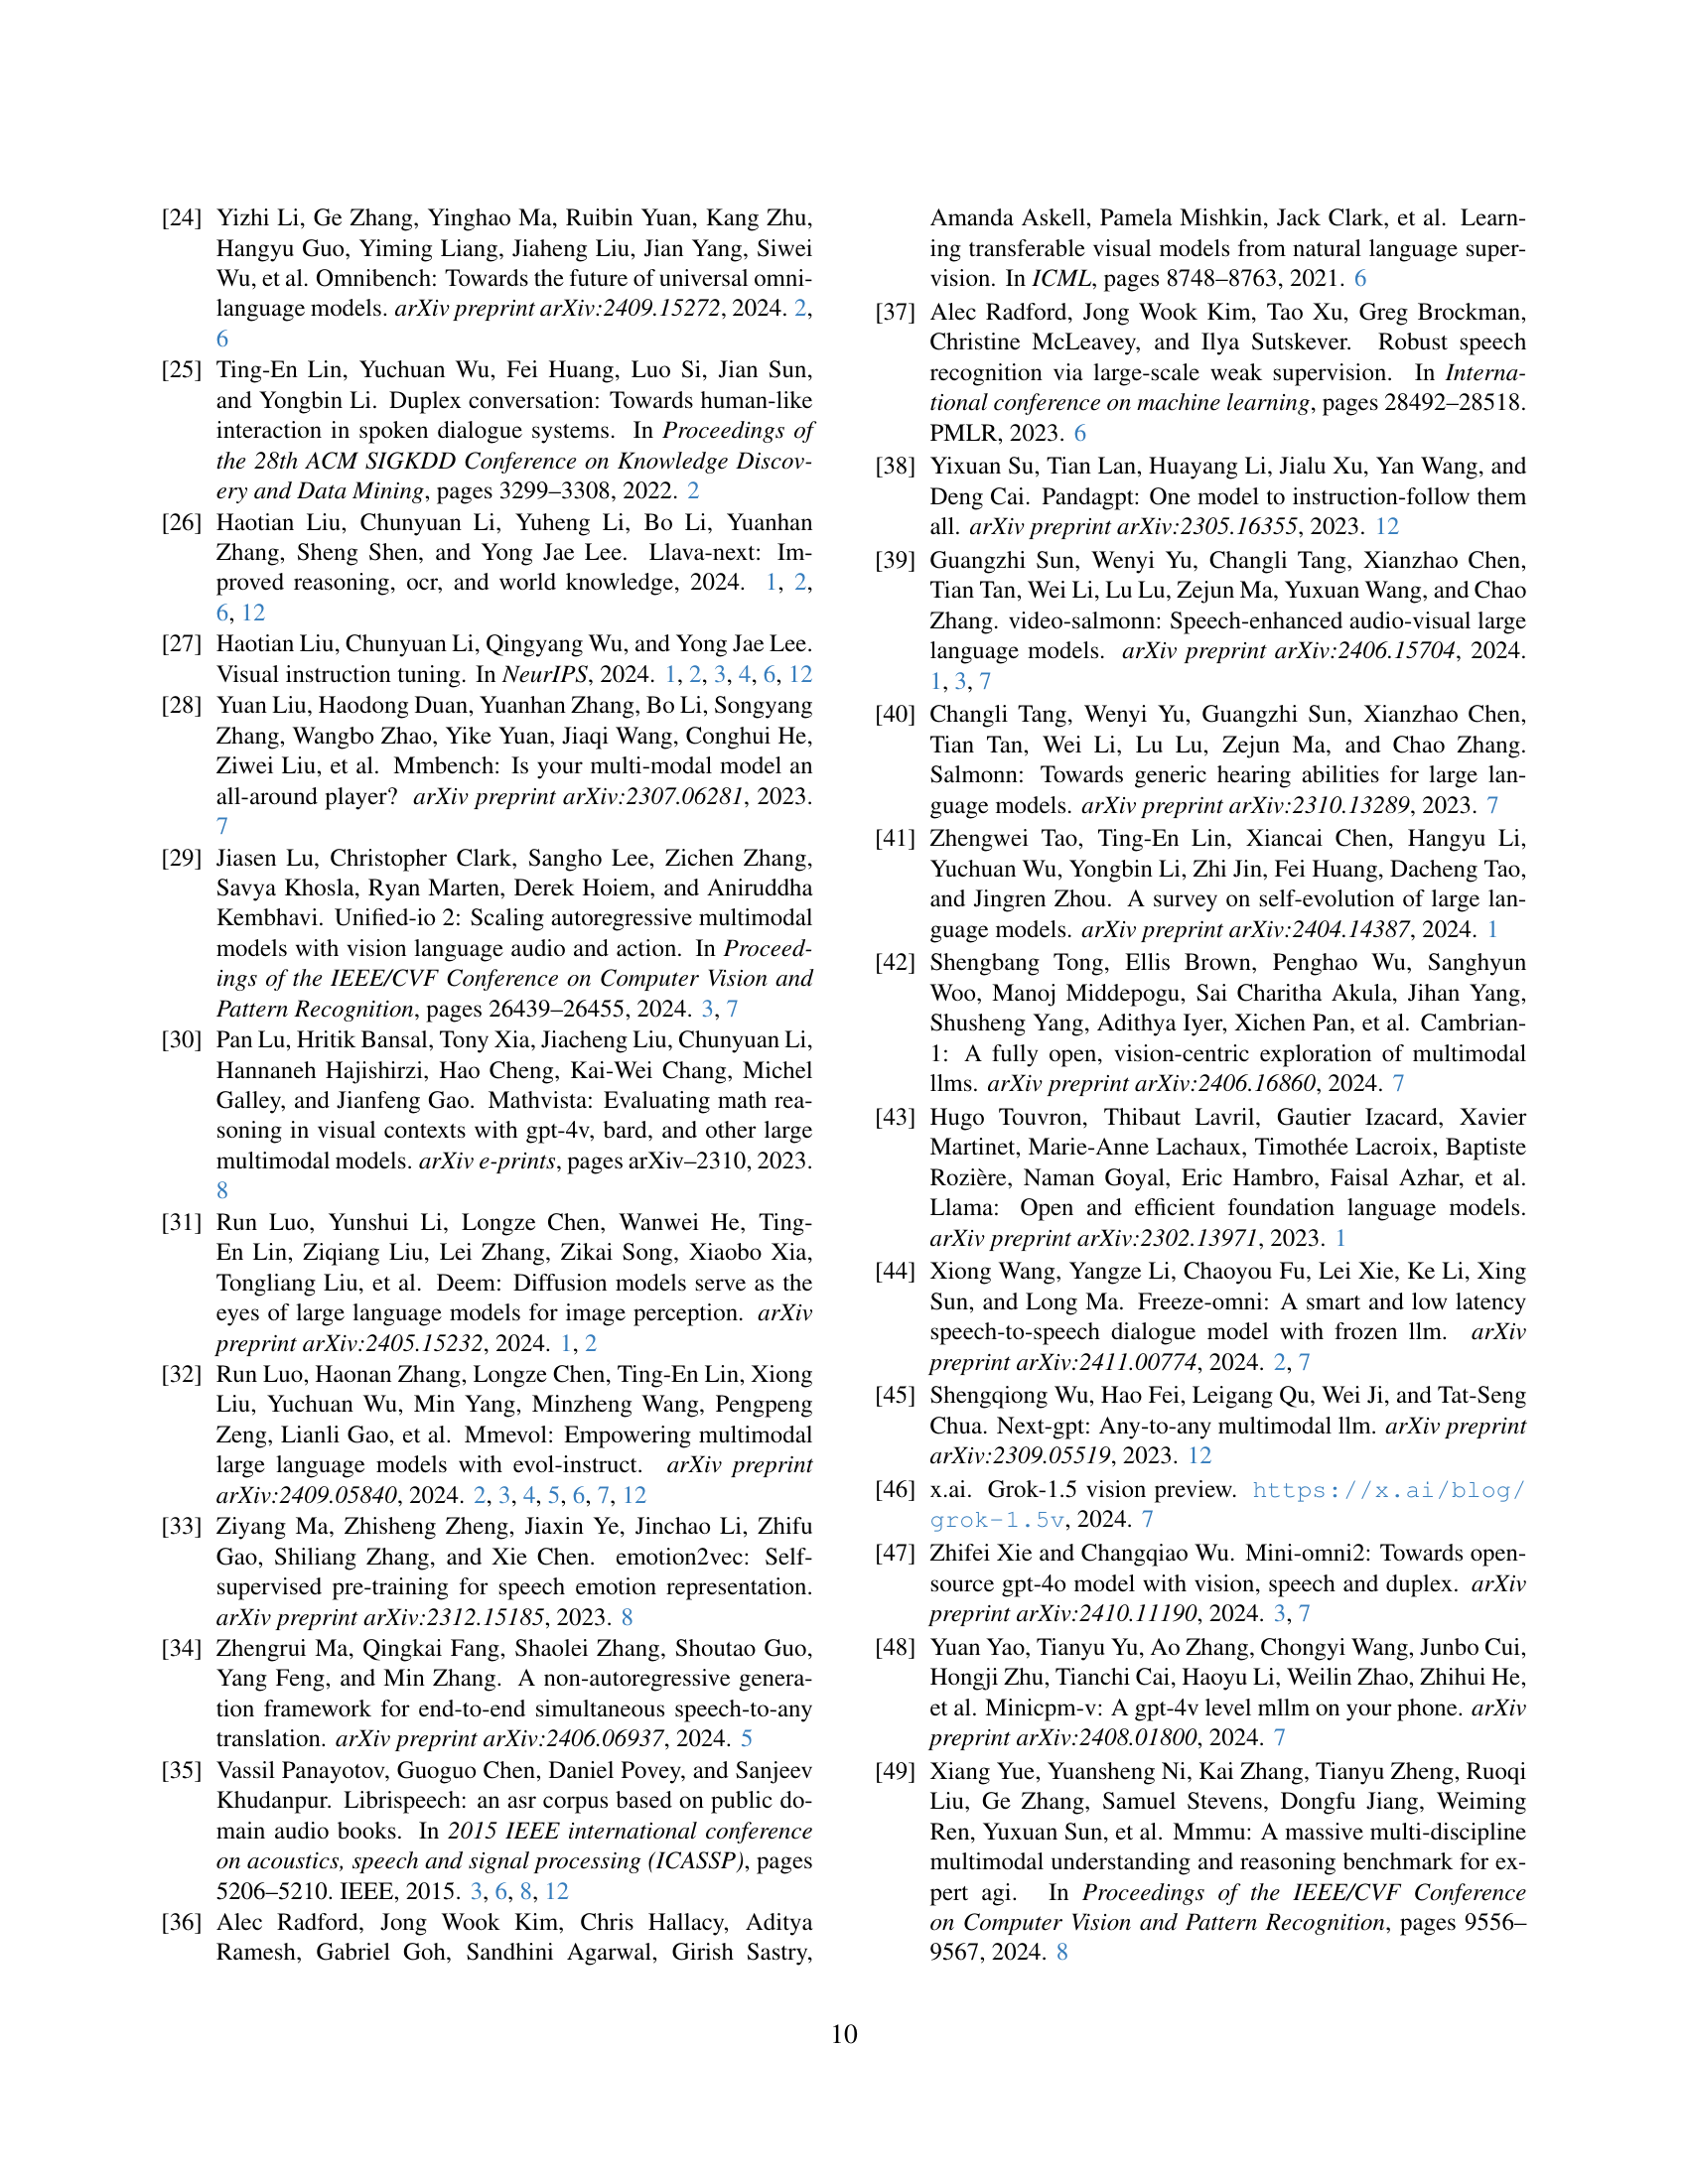 [24] Yizhi Li, Ge Zhang, Yinghao Ma, Ruibin Yuan, Kang Zhu,
Hangyu Guo, Yiming Liang, Jiaheng Liu, Jian Yang, Siwei
Wu, et al. Omnibench: Towards the future of universal omni-
language models. arXiv preprint arXiv:2409.15272, 2024. 2,
6
[25] Ting-En Lin, Yuchuan Wu, Fei Huang, Luo Si, Jian Sun,
and Yongbin Li. Duplex conversation: Towards human-like
interaction in spoken dialogue systems. In Proceedings of
the 28th ACM SIGKDD Conference on Knowledge Discov-
ery and Data Mining, pages 3299–3308, 2022. 2
[26] Haotian Liu, Chunyuan Li, Yuheng Li, Bo Li, Yuanhan
Zhang, Sheng Shen, and Yong Jae Lee. Llava-next: Im-
proved reasoning, ocr, and world knowledge, 2024. 1, 2,
6, 12
[27] Haotian Liu, Chunyuan Li, Qingyang Wu, and Yong Jae Lee.
Visual instruction tuning. In NeurIPS, 2024. 1, 2, 3, 4, 6, 12
[28] Yuan Liu, Haodong Duan, Yuanhan Zhang, Bo Li, Songyang
Zhang, Wangbo Zhao, Yike Yuan, Jiaqi Wang, Conghui He,
Ziwei Liu, et al. Mmbench: Is your multi-modal model an
all-around player? arXiv preprint arXiv:2307.06281, 2023.
7
[29] Jiasen Lu, Christopher Clark, Sangho Lee, Zichen Zhang,
Savya Khosla, Ryan Marten, Derek Hoiem, and Aniruddha
Kembhavi. Unified-io 2: Scaling autoregressive multimodal
models with vision language audio and action. In Proceed-
ings of the IEEE/CVF Conference on Computer Vision and
Pattern Recognition, pages 26439–26455, 2024. 3, 7
[30] Pan Lu, Hritik Bansal, Tony Xia, Jiacheng Liu, Chunyuan Li,
Hannaneh Hajishirzi, Hao Cheng, Kai-Wei Chang, Michel
Galley, and Jianfeng Gao. Mathvista: Evaluating math rea-
soning in visual contexts with gpt-4v, bard, and other large
multimodal models. arXiv e-prints, pages arXiv–2310, 2023.
8
[31] Run Luo, Yunshui Li, Longze Chen, Wanwei He, Ting-
En Lin, Ziqiang Liu, Lei Zhang, Zikai Song, Xiaobo Xia,
Tongliang Liu, et al. Deem: Diffusion models serve as the
eyes of large language models for image perception. arXiv
preprint arXiv:2405.15232, 2024. 1, 2
[32] Run Luo, Haonan Zhang, Longze Chen, Ting-En Lin, Xiong
Liu, Yuchuan Wu, Min Yang, Minzheng Wang, Pengpeng
Zeng, Lianli Gao, et al. Mmevol: Empowering multimodal
large language models with evol-instruct. arXiv preprint
arXiv:2409.05840, 2024. 2, 3, 4, 5, 6, 7, 12
[33] Ziyang Ma, Zhisheng Zheng, Jiaxin Ye, Jinchao Li, Zhifu
Gao, Shiliang Zhang, and Xie Chen. emotion2vec: Self-
supervised pre-training for speech emotion representation.
arXiv preprint arXiv:2312.15185, 2023. 8
[34] Zhengrui Ma, Qingkai Fang, Shaolei Zhang, Shoutao Guo,
Yang Feng, and Min Zhang. A non-autoregressive genera-
tion framework for end-to-end simultaneous speech-to-any
translation. arXiv preprint arXiv:2406.06937, 2024. 5
[35] Vassil Panayotov, Guoguo Chen, Daniel Povey, and Sanjeev
Khudanpur. Librispeech: an asr corpus based on public do-
main audio books. In 2015 IEEE international conference
on acoustics, speech and signal processing (ICASSP), pages
5206–5210. IEEE, 2015. 3, 6, 8, 12
[36] Alec Radford, Jong Wook Kim, Chris Hallacy, Aditya
Ramesh, Gabriel Goh, Sandhini Agarwal, Girish Sastry,
Amanda Askell, Pamela Mishkin, Jack Clark, et al. Learn-
ing transferable visual models from natural language super-
vision. In ICML, pages 8748–8763, 2021. 6
[37] Alec Radford, Jong Wook Kim, Tao Xu, Greg Brockman,
Christine McLeavey, and Ilya Sutskever. Robust speech
recognition via large-scale weak supervision. In Interna-
tional conference on machine learning, pages 28492–28518.
PMLR, 2023. 6
[38] Yixuan Su, Tian Lan, Huayang Li, Jialu Xu, Yan Wang, and
Deng Cai. Pandagpt: One model to instruction-follow them
all. arXiv preprint arXiv:2305.16355, 2023. 12
[39] Guangzhi Sun, Wenyi Yu, Changli Tang, Xianzhao Chen,
Tian Tan, Wei Li, Lu Lu, Zejun Ma, Yuxuan Wang, and Chao
Zhang. video-salmonn: Speech-enhanced audio-visual large
language models. arXiv preprint arXiv:2406.15704, 2024.
1, 3, 7
[40] Changli Tang, Wenyi Yu, Guangzhi Sun, Xianzhao Chen,
Tian Tan, Wei Li, Lu Lu, Zejun Ma, and Chao Zhang.
Salmonn: Towards generic hearing abilities for large lan-
guage models. arXiv preprint arXiv:2310.13289, 2023. 7
[41] Zhengwei Tao, Ting-En Lin, Xiancai Chen, Hangyu Li,
Yuchuan Wu, Yongbin Li, Zhi Jin, Fei Huang, Dacheng Tao,
and Jingren Zhou. A survey on self-evolution of large lan-
guage models. arXiv preprint arXiv:2404.14387, 2024. 1
[42] Shengbang Tong, Ellis Brown, Penghao Wu, Sanghyun
Woo, Manoj Middepogu, Sai Charitha Akula, Jihan Yang,
Shusheng Yang, Adithya Iyer, Xichen Pan, et al. Cambrian-
1: A fully open, vision-centric exploration of multimodal
llms. arXiv preprint arXiv:2406.16860, 2024. 7
[43] Hugo Touvron, Thibaut Lavril, Gautier Izacard, Xavier
Martinet, Marie-Anne Lachaux, Timothée Lacroix, Baptiste
Rozière, Naman Goyal, Eric Hambro, Faisal Azhar, et al.
Llama: Open and efficient foundation language models.
arXiv preprint arXiv:2302.13971, 2023. 1
[44] Xiong Wang, Yangze Li, Chaoyou Fu, Lei Xie, Ke Li, Xing
Sun, and Long Ma. Freeze-omni: A smart and low latency
speech-to-speech dialogue model with frozen llm. arXiv
preprint arXiv:2411.00774, 2024. 2, 7
[45] Shengqiong Wu, Hao Fei, Leigang Qu, Wei Ji, and Tat-Seng
Chua. Next-gpt: Any-to-any multimodal llm. arXiv preprint
arXiv:2309.05519, 2023. 12
[46] x.ai. Grok-1.5 vision preview. https://x.ai/blog/
grok-1.5v, 2024. 7
[47] Zhifei Xie and Changqiao Wu. Mini-omni2: Towards open-
source gpt-4o model with vision, speech and duplex. arXiv
preprint arXiv:2410.11190, 2024. 3, 7
[48] Yuan Yao, Tianyu Yu, Ao Zhang, Chongyi Wang, Junbo Cui,
Hongji Zhu, Tianchi Cai, Haoyu Li, Weilin Zhao, Zhihui He,
et al. Minicpm-v: A gpt-4v level mllm on your phone. arXiv
preprint arXiv:2408.01800, 2024. 7
[49] Xiang Yue, Yuansheng Ni, Kai Zhang, Tianyu Zheng, Ruoqi
Liu, Ge Zhang, Samuel Stevens, Dongfu Jiang, Weiming
Ren, Yuxuan Sun, et al. Mmmu: A massive multi-discipline
multimodal understanding and reasoning benchmark for ex-
pert agi. In Proceedings of the IEEE/CVF Conference
on Computer Vision and Pattern Recognition, pages 9556–
9567, 2024. 8
10